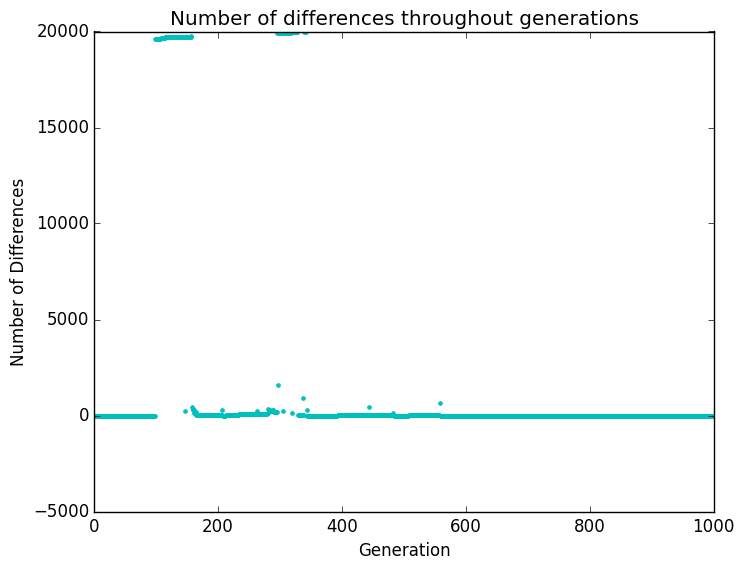 Number of differences throughout generations
20000
15000
10000
5000
0
−5000
Number of Differences
0 200 400 600 800 1000
Generation